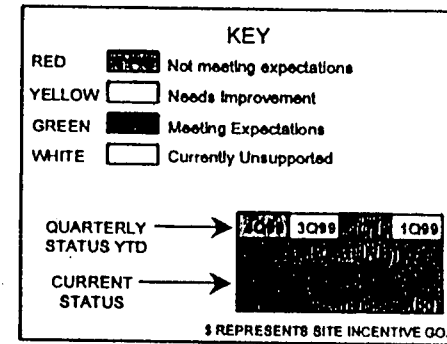 KEY
RED Not meeting expectations
YELLOW Needs Improvement
GREEN Meeting Expectations
WHITE Currently Unsupported
QUARTERLY STATUS YTD
3Q99 1Q99
CURRENT STATUS
$ REPRESENTS SITE INCENTIVE GO